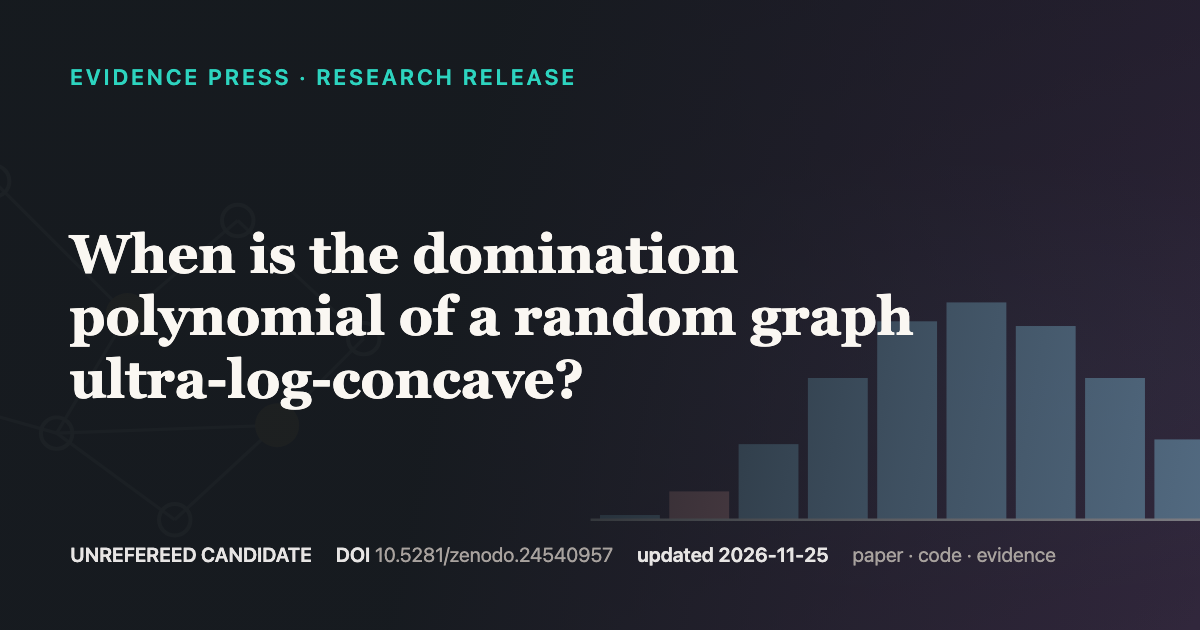 EVIDENCE PRESS · RESEARCH RELEASE
When is the domination
polynomial of a random graph
ultra-log-concave?
UNREFEREED CANDIDATE DOI 10.5281/zenodo.24540957 updated 2026-11-25 paper · code · evidence